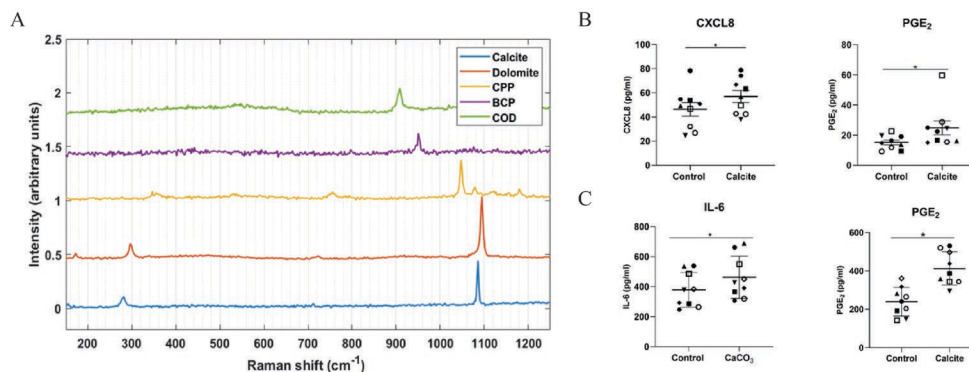 A
2.5
2
1.5
1
0.5
0
Intensity (arbitrary units)
Calcite
Dolomite
CPP
BCP
COD
200 300 400 500 600 700 800 900 1000 1100 1200
Raman shift (cm⁻¹)
B
CXCL8
*
100
80
60
40
20
0
CXCL8 (pg/ml)
Control Calcite
PGE₂
*
80
60
40
20
0
PGE₂ (pg/ml)
Control Calcite
C
IL-6
*
800
600
400
200
0
IL-6 (pg/ml)
Control CaCO₃
PGE₂
*
600
400
200
0
PGE₂ (pg/ml)
Control Calcite